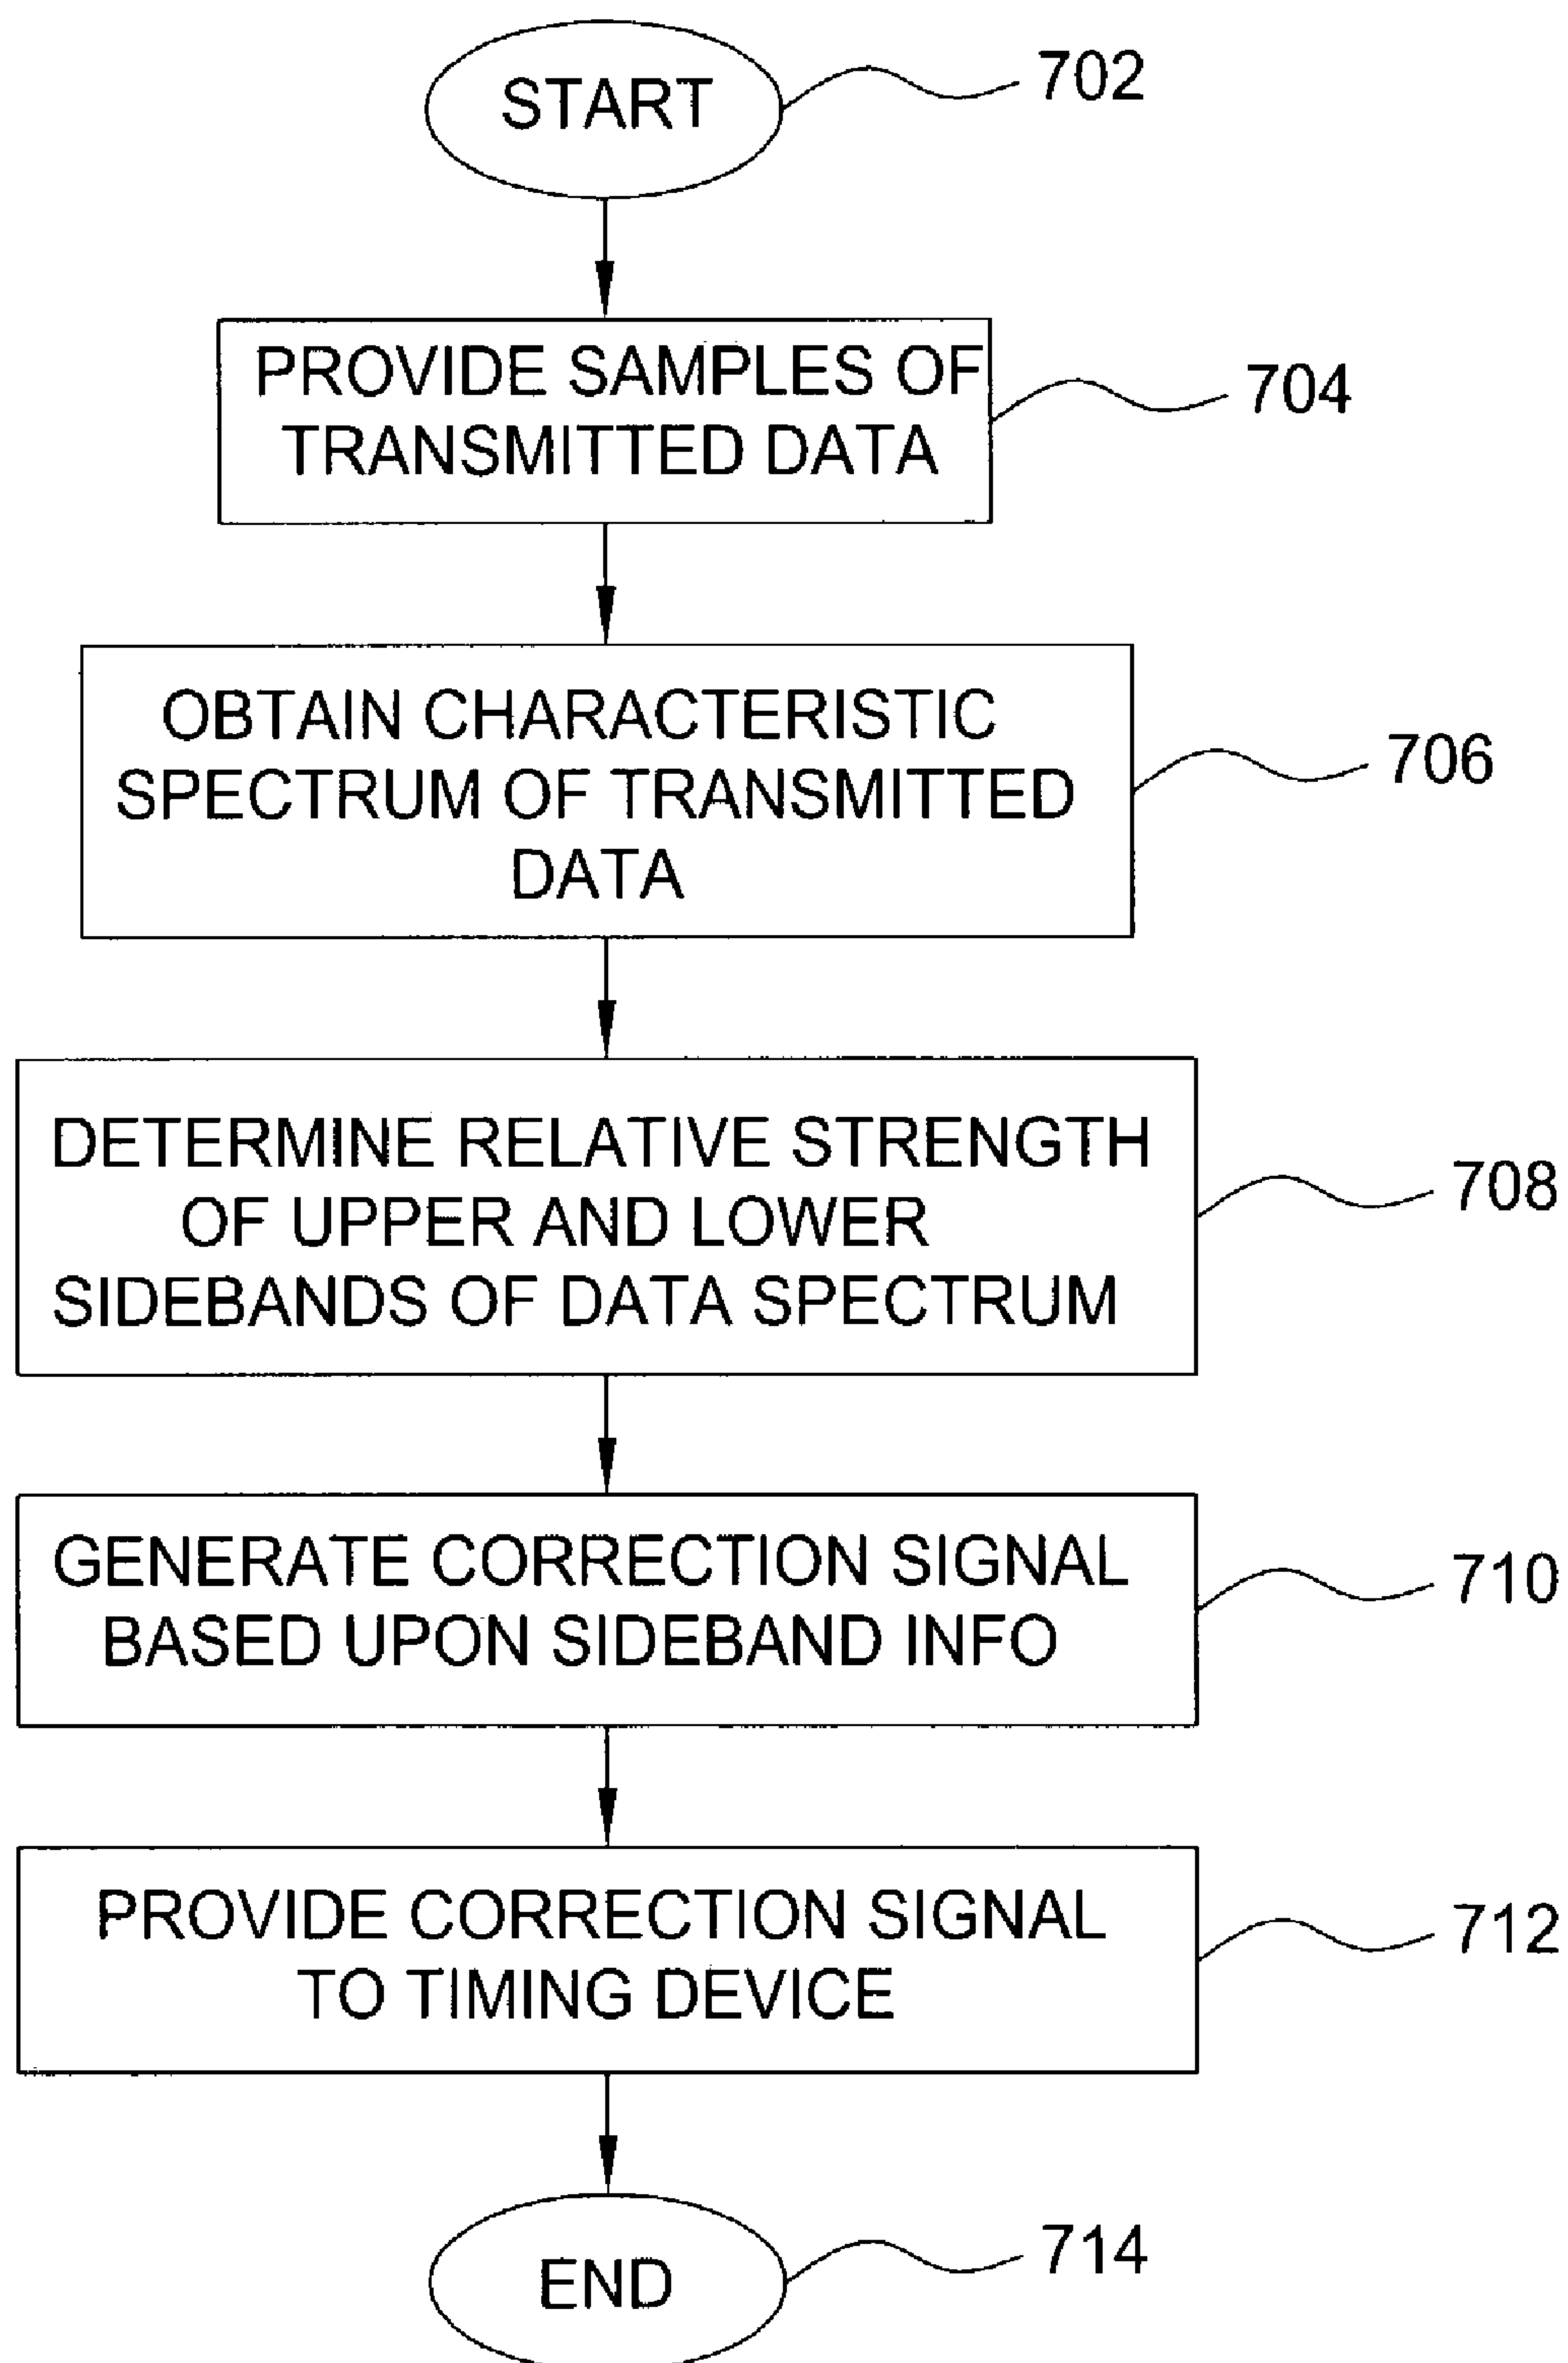 START
702
PROVIDE SAMPLES OF
TRANSMITTED DATA
704
OBTAIN CHARACTERISTIC
SPECTRUM OF TRANSMITTED
DATA
706
DETERMINE RELATIVE STRENGTH
OF UPPER AND LOWER
SIDEBANDS OF DATA SPECTRUM
708
GENERATE CORRECTION SIGNAL
BASED UPON SIDEBAND INFO
710
PROVIDE CORRECTION SIGNAL
TO TIMING DEVICE
712
END
714